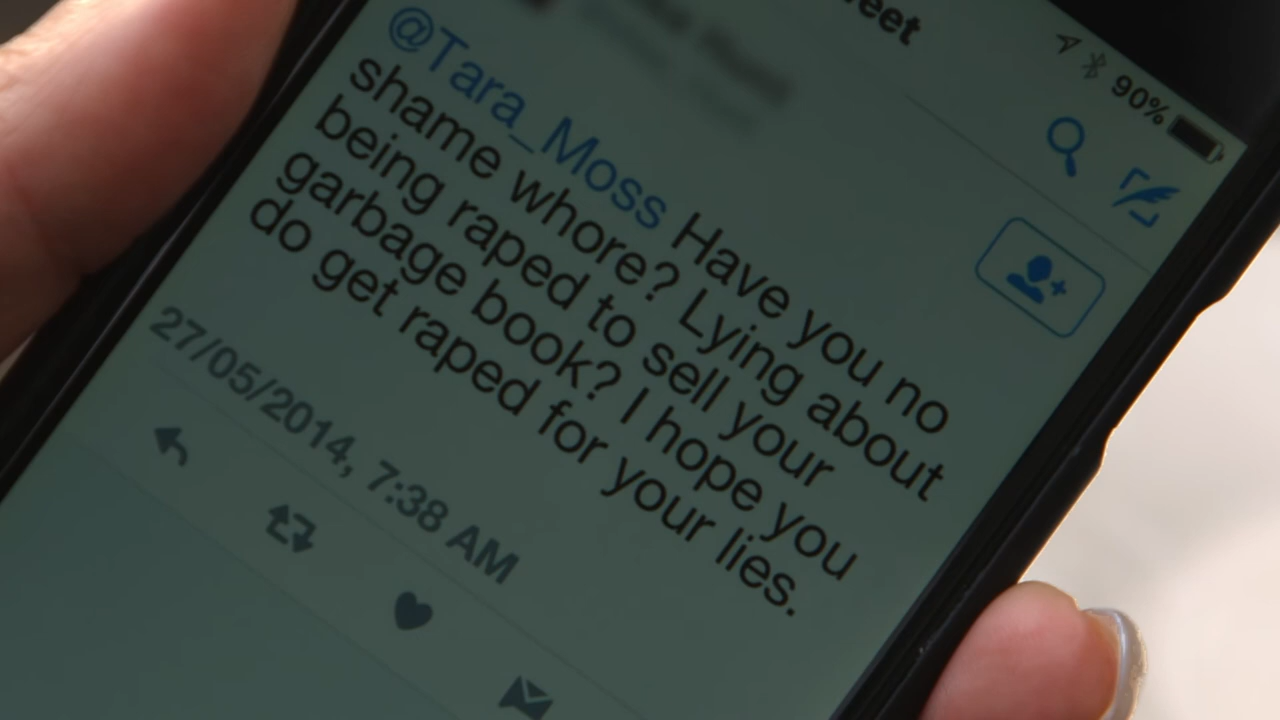 90%
@Tara_Moss Have you no
shame whore? Lying about
being raped to sell your
garbage book? I hope you
do get raped for your lies.
27/05/2014, 7:38 AM